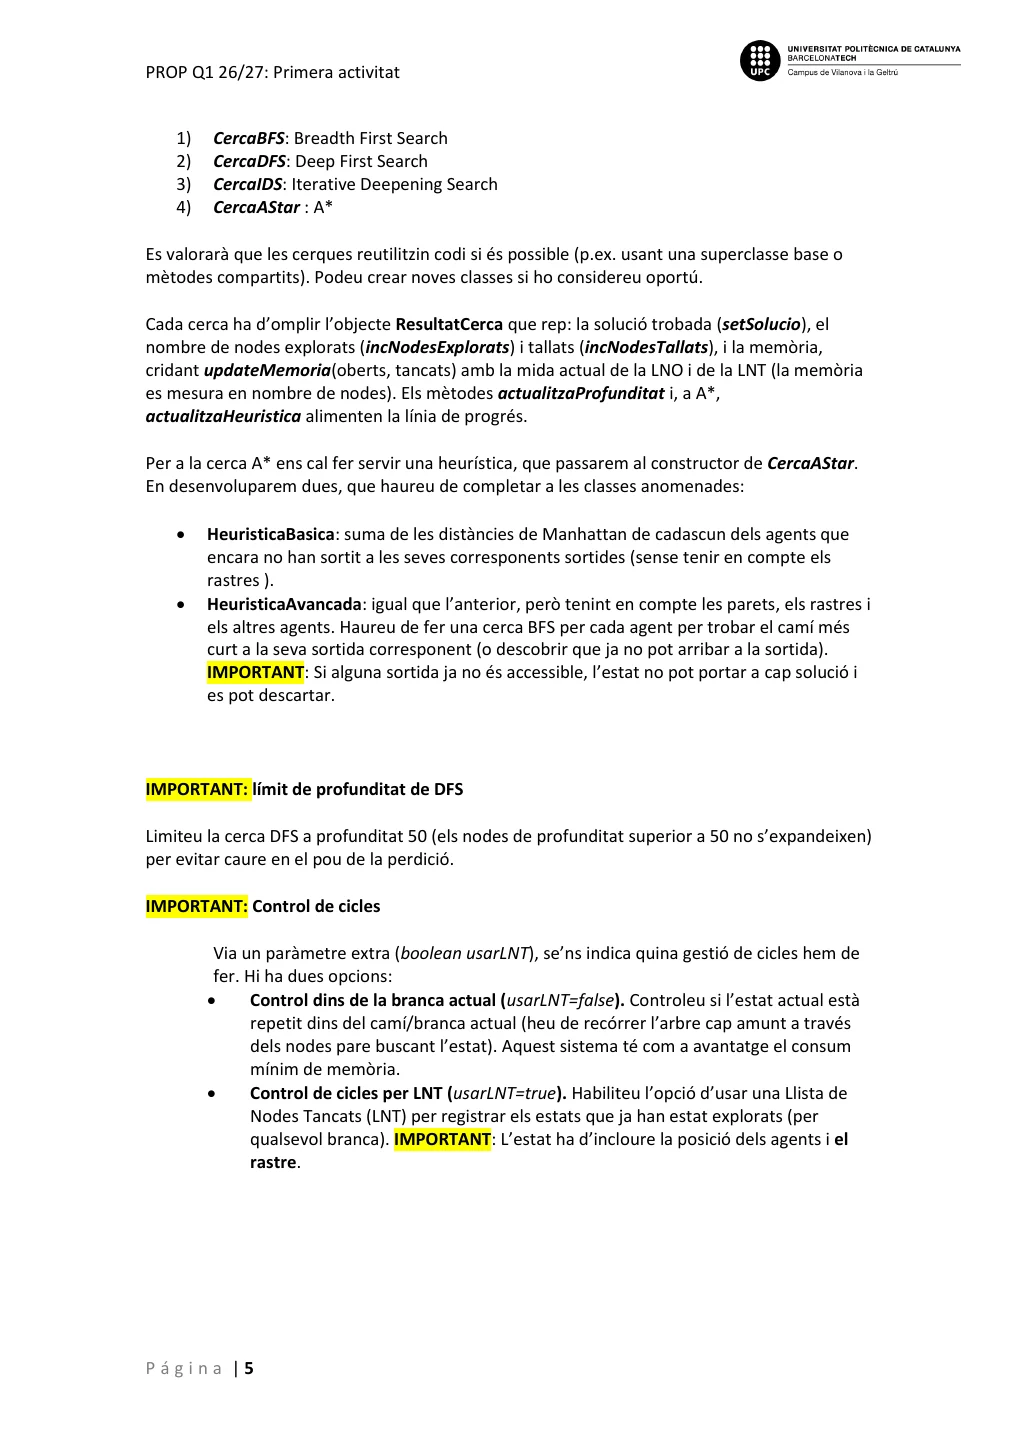 PROP Q1 26/27: Primera activitat
UNIVERSITAT POLITÈCNICA DE CATALUNYA
BARCELONATECH
Campus de Vilanova i la Geltrú
UPC
1) CercaBFS: Breadth First Search
2) CercaDFS: Deep First Search
3) CercaIDS: Iterative Deepening Search
4) CercaAStar : A*
Es valorarà que les cerques reutilitzin codi si és possible (p.ex. usant una superclasse base o
mètodes compartits). Podeu crear noves classes si ho considereu oportú.
Cada cerca ha d’omplir l’objecte ResultatCerca que rep: la solució trobada (setSolucio), el
nombre de nodes explorats (incNodesExplorats) i tallats (incNodesTallats), i la memòria,
cridant updateMemoria(oberts, tancats) amb la mida actual de la LNO i de la LNT (la memòria
es mesura en nombre de nodes). Els mètodes actualitzaProfunditat i, a A*,
actualitzaHeuristica alimenten la línia de progrés.
Per a la cerca A* ens cal fer servir una heurística, que passarem al constructor de CercaAStar.
En desenvoluparem dues, que haureu de completar a les classes anomenades:
• HeuristicaBasica: suma de les distàncies de Manhattan de cadascun dels agents que
encara no han sortit a les seves corresponents sortides (sense tenir en compte els
rastres ).
• HeuristicaAvancada: igual que l’anterior, però tenint en compte les parets, els rastres i
els altres agents. Haureu de fer una cerca BFS per cada agent per trobar el camí més
curt a la seva sortida corresponent (o descobrir que ja no pot arribar a la sortida).
IMPORTANT: Si alguna sortida ja no és accessible, l’estat no pot portar a cap solució i
es pot descartar.
IMPORTANT: límit de profunditat de DFS
Limiteu la cerca DFS a profunditat 50 (els nodes de profunditat superior a 50 no s’expandeixen)
per evitar caure en el pou de la perdició.
IMPORTANT: Control de cicles
Via un paràmetre extra (boolean usarLNT), se’ns indica quina gestió de cicles hem de
fer. Hi ha dues opcions:
• Control dins de la branca actual (usarLNT=false). Controleu si l’estat actual està
repetit dins del camí/branca actual (heu de recórrer l’arbre cap amunt a través
dels nodes pare buscant l’estat). Aquest sistema té com a avantatge el consum
mínim de memòria.
• Control de cicles per LNT (usarLNT=true). Habiliteu l’opció d’usar una Llista de
Nodes Tancats (LNT) per registrar els estats que ja han estat explorats (per
qualsevol branca). IMPORTANT: L’estat ha d’incloure la posició dels agents i el
rastre.
Página | 5